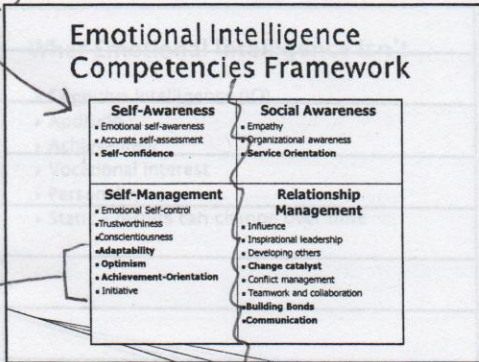 Emotional Intelligence
Competencies Framework
Self-Awareness
▪ Emotional self-awareness
▪ Accurate self-assessment
▪ Self-confidence
Social Awareness
▪ Empathy
▪ Organizational awareness
▪ Service Orientation
Self-Management
▪ Emotional Self-control
▪ Trustworthiness
▪ Conscientiousness
▪ Adaptability
▪ Optimism
▪ Achievement-Orientation
▪ Initiative
Relationship
Management
▪ Influence
▪ Inspirational leadership
▪ Developing others
▪ Change catalyst
▪ Conflict management
▪ Teamwork and collaboration
▪ Building Bonds
▪ Communication